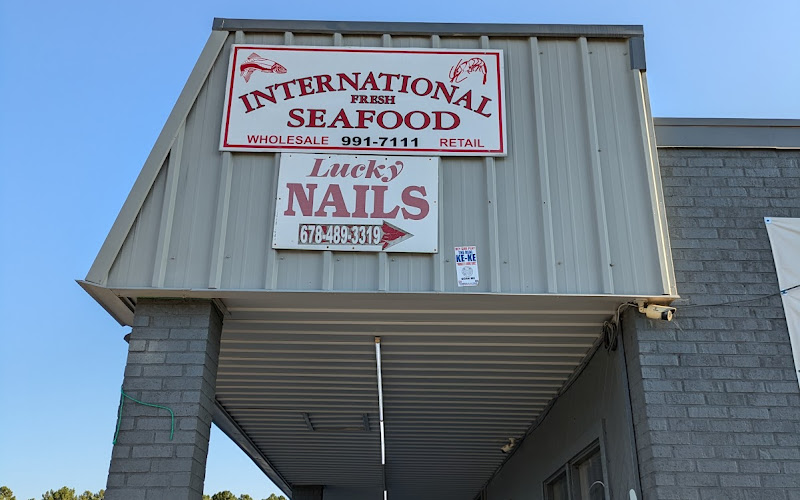 INTERNATIONAL
FRESH
SEAFOOD
WHOLESALE 991-7111 RETAIL
Lucky
NAILS
678-489-3319
KE-KE